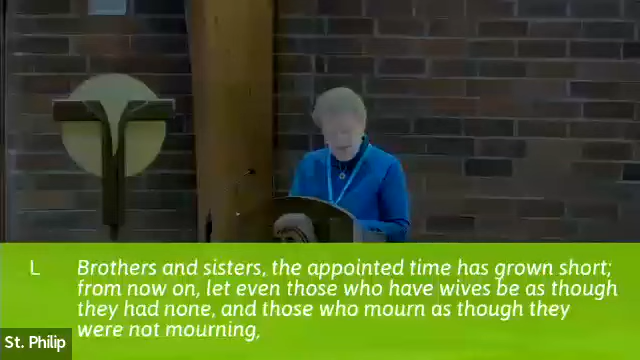 L Brothers and sisters, the appointed time has grown short;
from now on, let even those who have wives be as though
they had none, and those who mourn as though they
were not mourning,
St. Philip